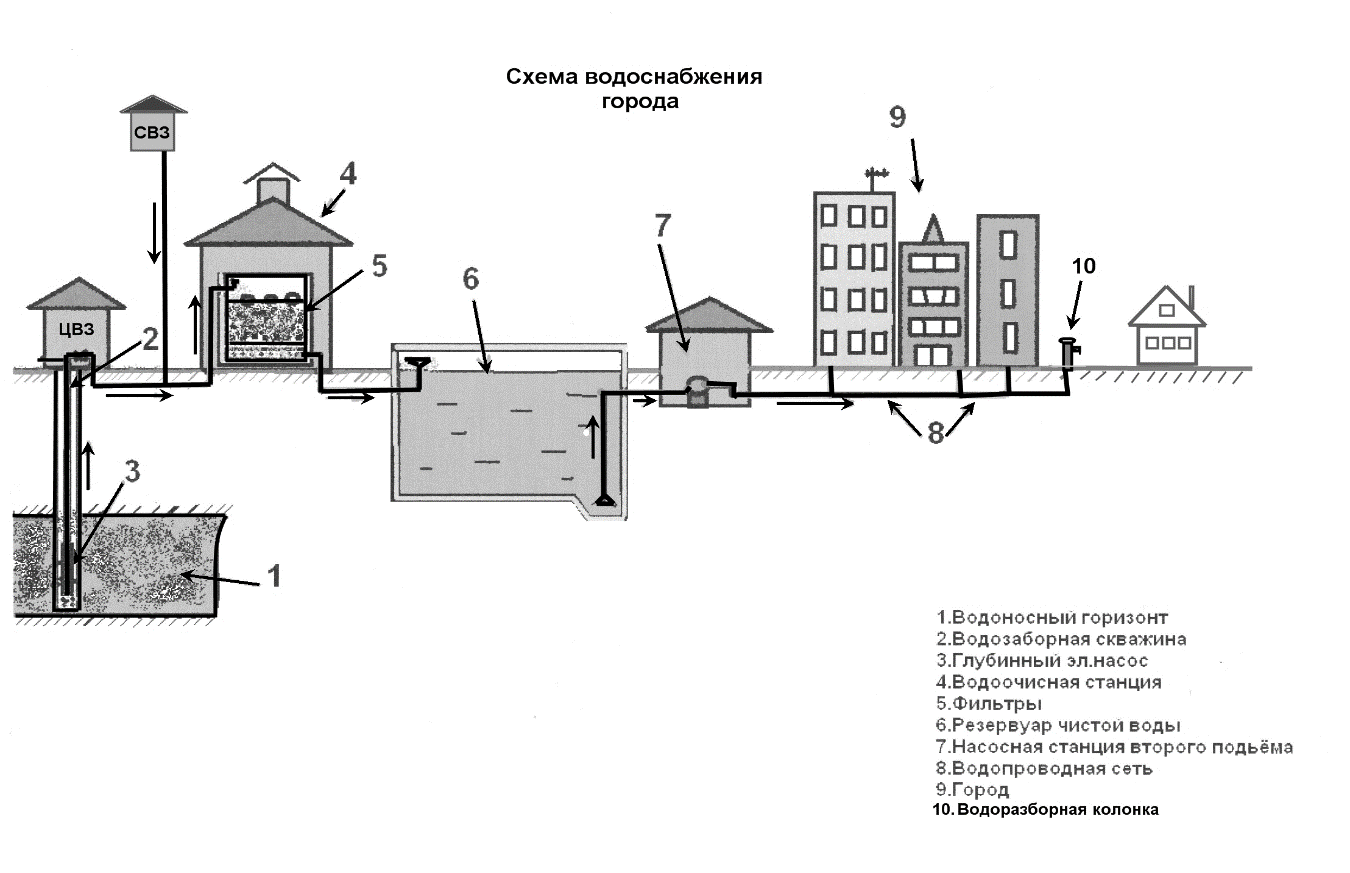 Схема водоснабжения
города
СВЗ
9
4
7
5
6
10
ЦВЗ
2
8
3
1
1.Водоносный горизонт
2.Водозаборная скважина
3.Глубинный эл.насос
4.Водоочисная станция
5.Фильтры
6.Резервуар чистой воды
7.Насосная станция второго подьёма
8.Водопроводная сеть
9.Город
10.Водоразборная колонка